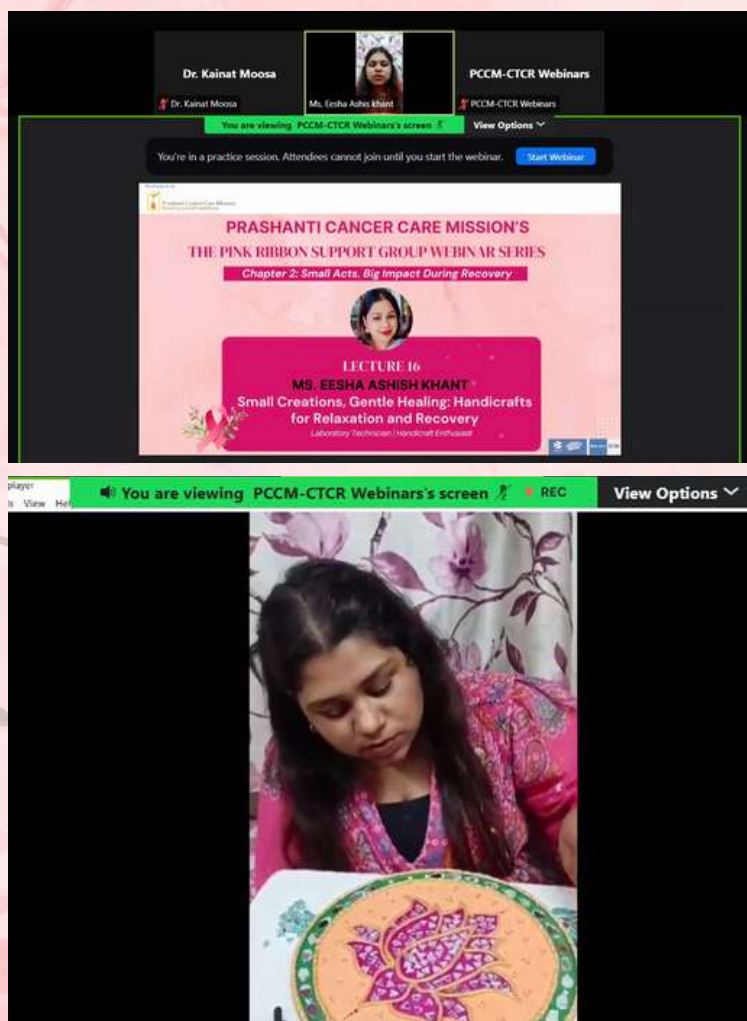 Dr. Kainat Moosa
PCCM-CTCR Webinars
Dr. Kainat Moosa
Ms. Eesha Ashis khant
PCCM-CTCR Webinars
You are viewing PCCM-CTCR Webinars's screen
View Options
You're in a practice session. Attendees cannot join until you start the webinar.
Start Webinar
Prashanti Cancer Care Mission
PRASHANTI CANCER CARE MISSION'S
THE PINK RIBBON SUPPORT GROUP WEBINAR SERIES
Chapter 2: Small Acts, Big Impact During Recovery
LECTURE 16
MS. EESHA ASHISH KHANT
Small Creations, Gentle Healing: Handicrafts
for Relaxation and Recovery
Laboratory Technician | Handicraft Enthusiast
player
View
You are viewing PCCM-CTCR Webinars's screen
REC
View Options